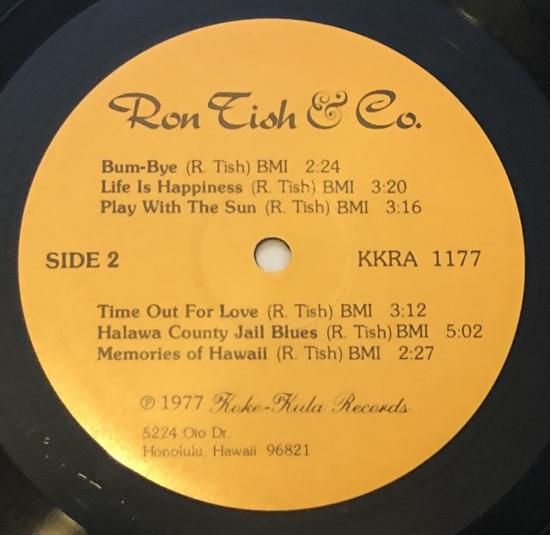 Ron Tish & Co.
Bum-Bye (R. Tish) BMI 2:24
Life Is Happiness (R. Tish) BMI 3:20
Play With The Sun (R. Tish) BMI 3:16
SIDE 2 KKRA 1177
Time Out For Love (R. Tish) BMI 3:12
Halawa County Jail Blues (R. Tish) BMI 5:02
Memories of Hawaii (R. Tish) BMI 2:27
℗ 1977 Koke-Kula Records
5224 Oio Dr.
Honolulu, Hawaii 96821